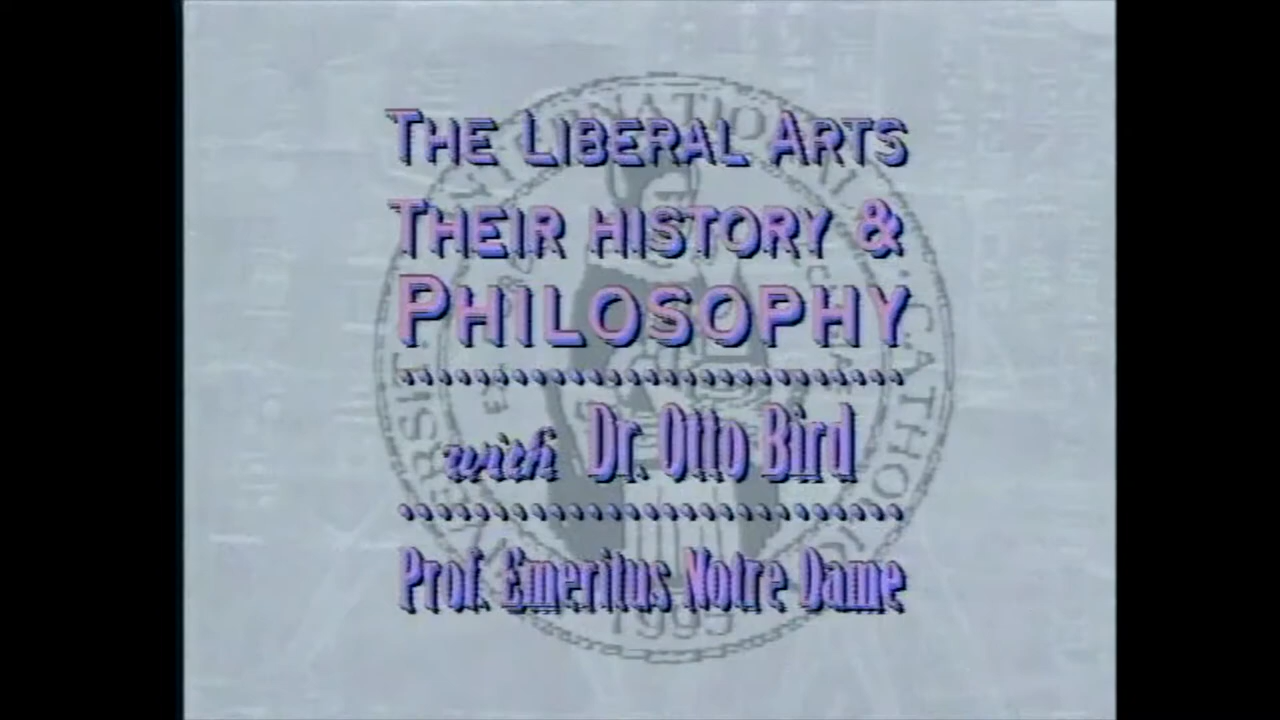 The Liberal Arts
Their history &
Philosophy
with Dr. Otto Bird
Prof. Emeritus Notre Dame